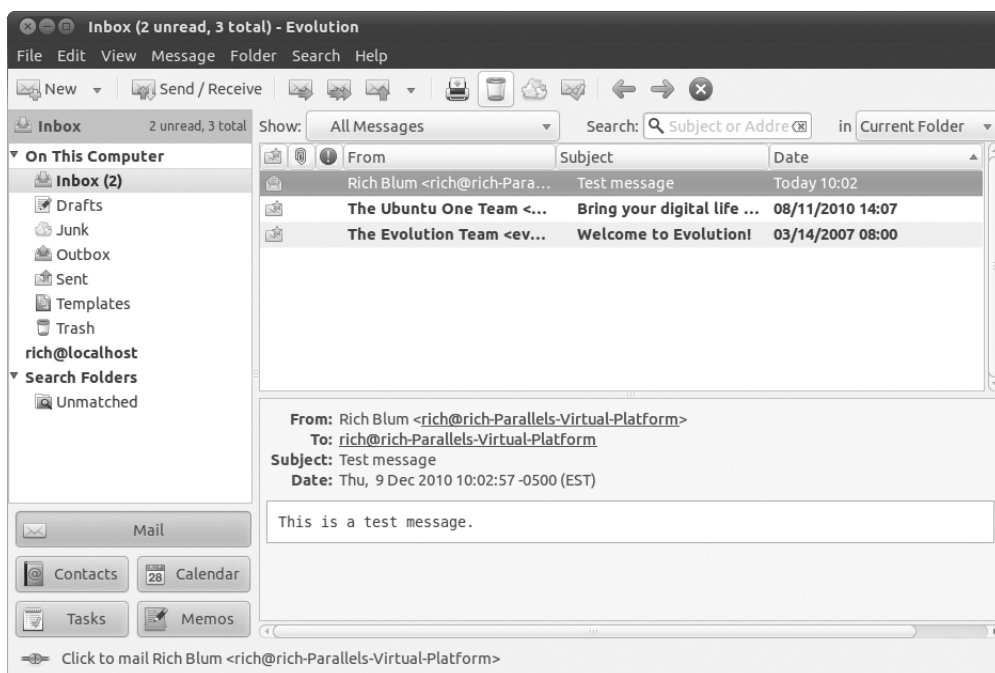 Inbox (2 unread, 3 total) - Evolution
File Edit View Message Folder Search Help
New Send / Receive
Inbox 2 unread, 3 total
Show: All Messages Search: Subject or Addre in Current Folder
On This Computer
Inbox (2)
Drafts
Junk
Outbox
Sent
Templates
Trash
rich@localhost
Search Folders
Unmatched
From Subject Date
Rich Blum <rich@rich-Para... Test message Today 10:02
The Ubuntu One Team <... Bring your digital life ... 08/11/2010 14:07
The Evolution Team <ev... Welcome to Evolution! 03/14/2007 08:00
From: Rich Blum <rich@rich-Parallels-Virtual-Platform>
To: rich@rich-Parallels-Virtual-Platform
Subject: Test message
Date: Thu, 9 Dec 2010 10:02:57 -0500 (EST)
This is a test message.
Mail
Contacts 28 Calendar
Tasks Memos
Click to mail Rich Blum <rich@rich-Parallels-Virtual-Platform>